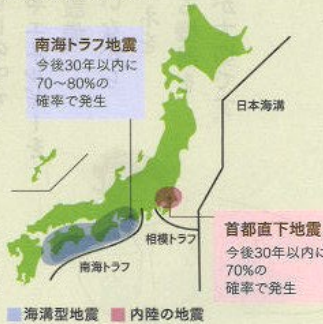 南海トラフ地震
今後30年以内に
70～80%の
確率で発生
日本海溝
相模トラフ
南海トラフ
首都直下地震
今後30年以内に
70%の
確率で発生
海溝型地震
内陸の地震